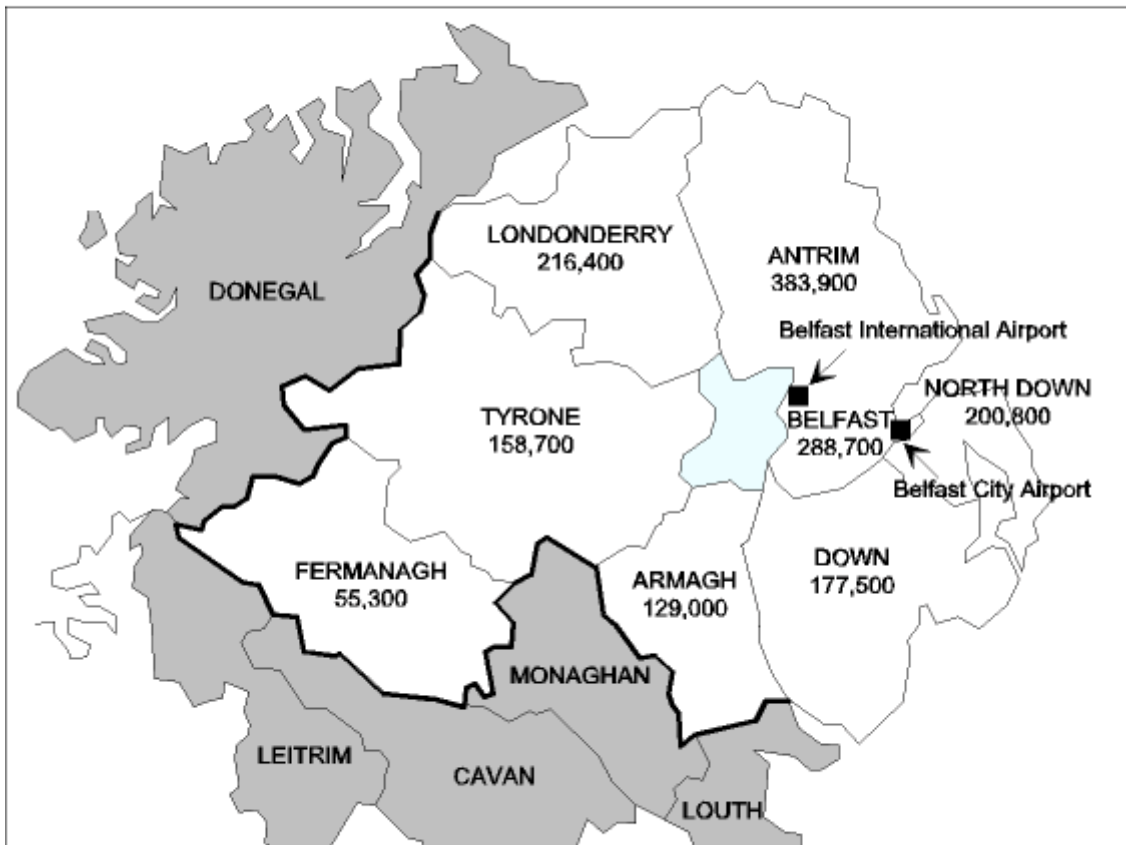 LONDONDERRY
216,400
ANTRIM
383,900
DONEGAL
Belfast International Airport
NORTH DOWN
200,800
TYRONE
158,700
BELFAST
288,700
Belfast City Airport
FERMANAGH
55,300
ARMAGH
129,000
DOWN
177,500
MONAGHAN
LEITRIM
CAVAN
LOUTH